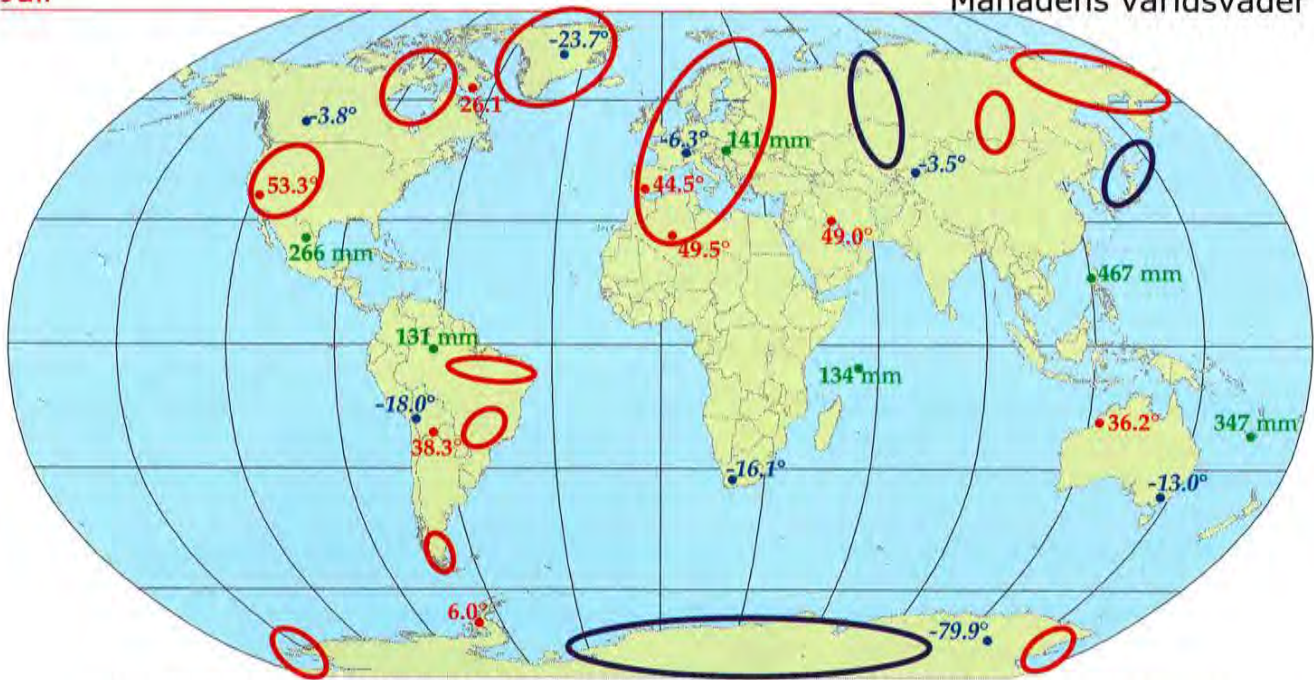 Månadens världsväder
-23.7°
26.1°
-3.8°
-6.3°
141 mm
-3.5°
53.3°
44.5°
266 mm
49.5°
49.0°
467 mm
131 mm
134 mm
-18.0°
38.3°
36.2°
347 mm
-16.1°
-13.0°
6.0°
-79.9°